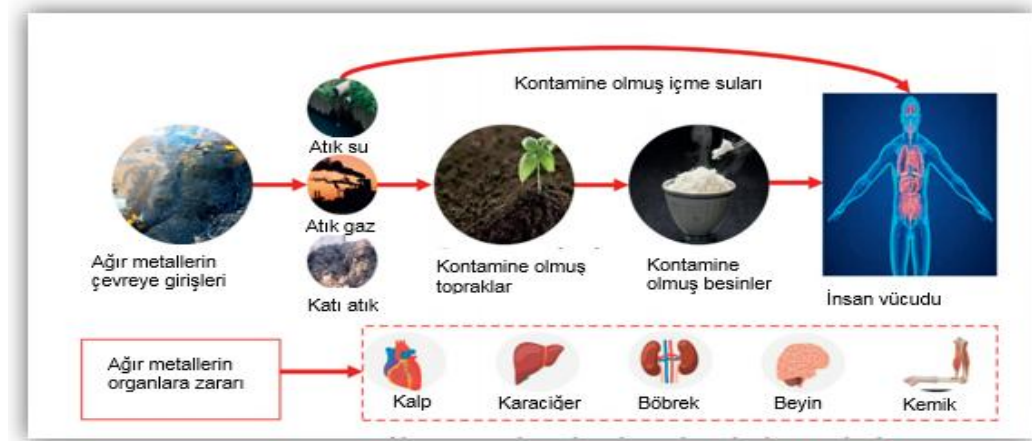 Kontamine olmuş içme suları
Atık su
Atık gaz
Katı atık
Ağır metallerin
çevreye girişleri
Kontamine olmuş
topraklar
Kontamine
olmuş besinler
İnsan vücudu
Ağır metallerin
organlara zararı
Kalp
Karaciğer
Böbrek
Beyin
Kemik